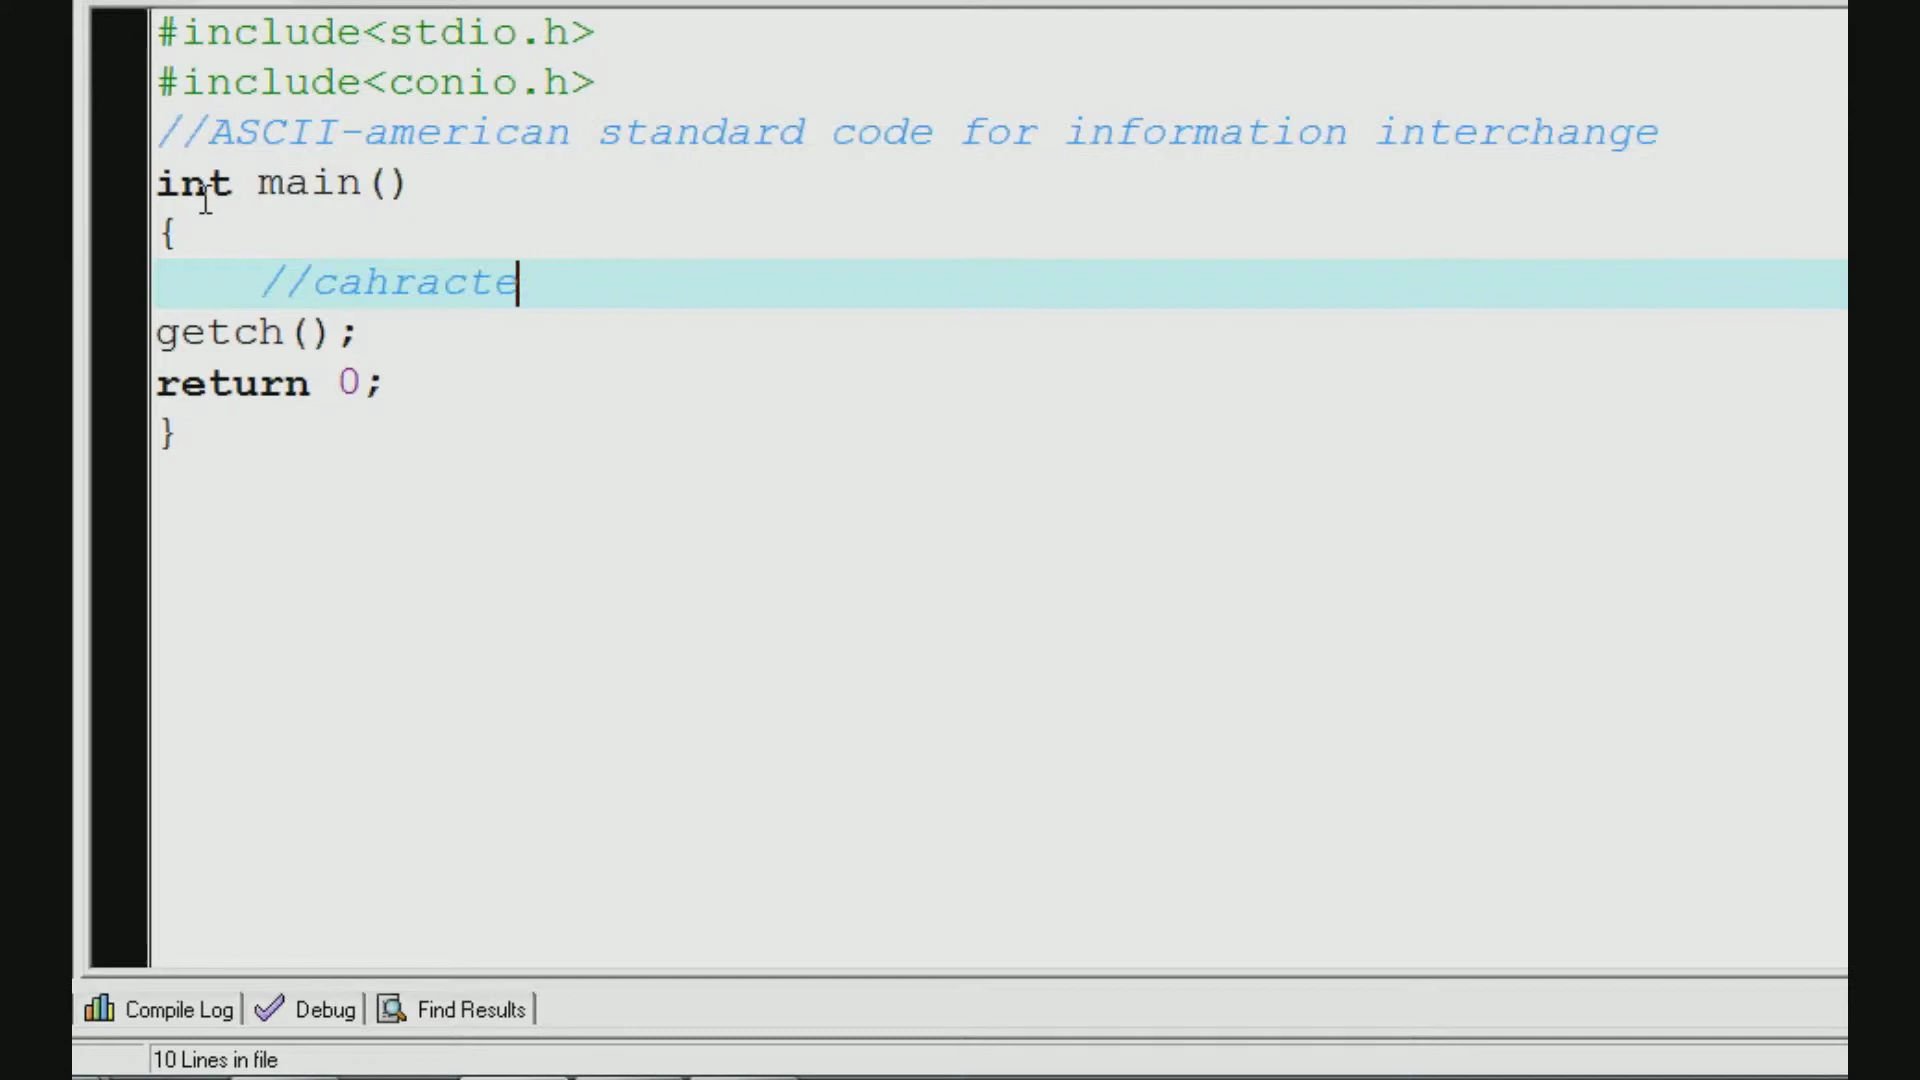 #include<stdio.h>
#include<conio.h>
//ASCII-american standard code for information interchange
int main()
{
//cahracte
getch();
return 0;
}
Compile Log
Debug
Find Results
10 Lines in file